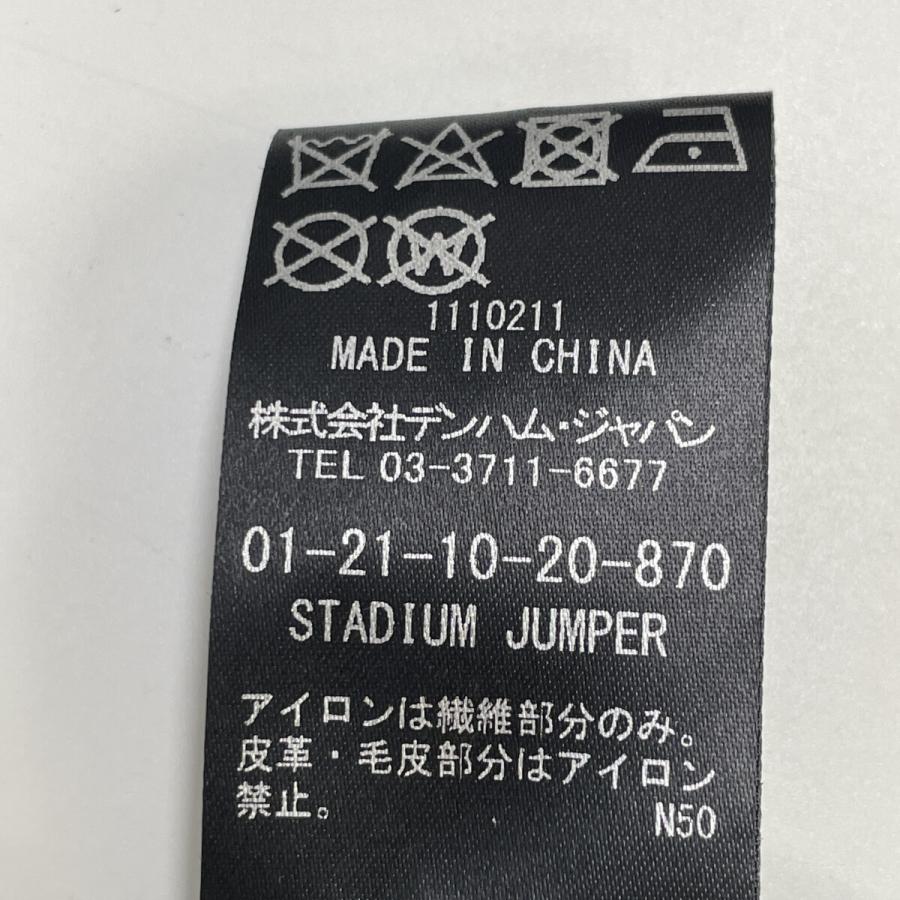 W
1110211
MADE IN CHINA
株式会社デンハム・ジャパン
TEL 03-3711-6677
01-21-10-20-870
STADIUM JUMPER
アイロンは繊維部分のみ。
皮革・毛皮部分はアイロン
禁止。
N50